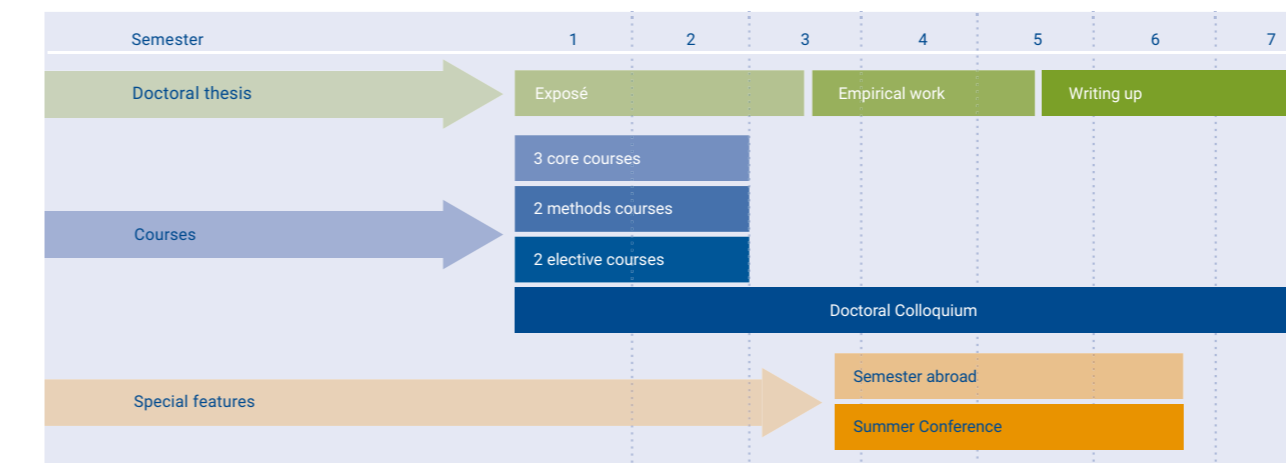 Semester 1 2 3 4 5 6 7
Doctoral thesis Exposé Empirical work Writing up
3 core courses
2 methods courses
Courses
2 elective courses
Doctoral Colloquium
Semester abroad
Special features
Summer Conference